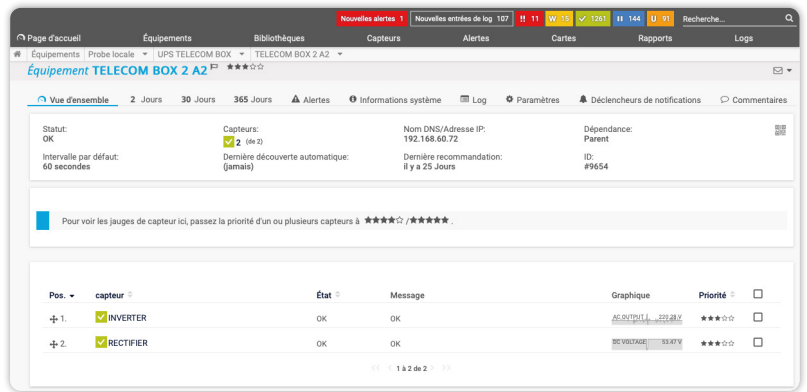 Nouvelles alertes 1 Nouvelles entrées de log 107 !! 11 W 15 1261 144 U 91 Recherche...
Page d'accueil Équipements Bibliothèques Capteurs Alertes Cartes Rapports Logs
Équipements Probe locale UPS TELECOM BOX TELECOM BOX 2 A2
Équipement TELECOM BOX 2 A2
Vue d'ensemble 2 Jours 30 Jours 365 Jours Alertes Informations système Log Paramètres Déclencheurs de notifications Commentaires
Statut: Capteurs: Nom DNS/Adresse IP: Dépendance:
OK 2 (de 2) 192.168.60.72 Parent
Intervalle par défaut: Dernière découverte automatique: Dernière recommandation: ID:
60 secondes (jamais) il y a 25 Jours #9654
Pour voir les jauges de capteur ici, passez la priorité d'un ou plusieurs capteurs à ★★★★☆ /★★★★★ .
Pos. capteur État Message Graphique Priorité
1. INVERTER OK OK AC OUTPUT 220.28 V
2. RECTIFIER OK OK DC VOLTAGE 53.47 V
1 à 2 de 2